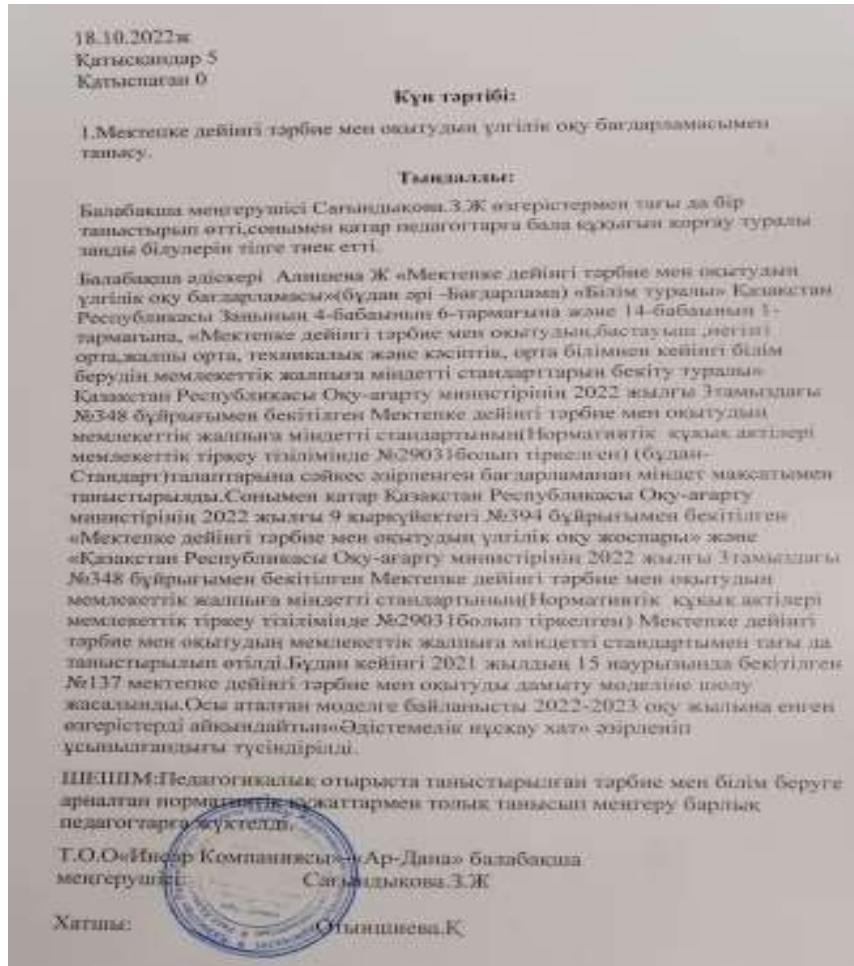 18.10.2022ж
Қатысқандар 5
Қатыспаған 0
Күн тәртібі:
1.Мектепке дейінгі тәрбие мен оқытудың үлгілік оқу бағдарламасымен
танысу.
Тыңдаллы:
Балабақша меңгерушісі Сағындыкова.З.Ж өзгерістермен тағы да бір
таныстырып өтті,сонымен қатар педагогтарға бала құқығын қорғау туралы
заңды білулерін тілге тиек етті.
Балабақша әдіскері Алишева Ж «Мектепке дейінгі тәрбие мен оқытудың
үлгілік оқу бағдарламасы»(бұдан әрі -Бағдарлама) «Білім туралы» Қазақстан
Республикасы Заңының 4-бабының 6-тармағына және 14-бабының 1-
тармағына, «Мектепке дейінгі тәрбие мен оқытудың,бастауыш ,негізгі
орта,жалпы орта, техникалық және кәсіптік, орта білімнен кейінгі білім
берудің мемлекеттік жалпыға міндетті стандарттарын бекіту туралы»
Қазақстан Республикасы Оқу-ағарту министірінің 2022 жылғы 3тамыздағы
№348 бұйрығымен бекітілген Мектепке дейінгі тәрбие мен оқытудың
мемлекеттік жалпыға міндетті стандартының(Нормативтік құқық актілері
мемлекеттік тіркеу тізілімінде №29031болып тіркелген) (бұдан-
Стандарт)талаптарына сәйкес әзірленген бағдарламаның міндет мақсатымен
таныстырылды.Сонымен қатар Қазақстан Республикасы Оқу-ағарту
министірінің 2022 жылғы 9 қыркүйектегі №394 бұйрығымен бекітілген
«Мектепке дейінгі тәрбие мен оқытудың үлгілік оқу жоспары» және
«Қазақстан Республикасы Оқу-ағарту министірінің 2022 жылғы 3тамыздағы
№348 бұйрығымен бекітілген Мектепке дейінгі тәрбие мен оқытудың
мемлекеттік жалпыға міндетті стандартының(Нормативтік құқық актілері
мемлекеттік тіркеу тізілімінде №29031болып тіркелген) Мектепке дейінгі
тәрбие мен оқытудың мемлекеттік жалпыға міндетті стандартымен тағы да
таныстырылып өтілді.Бұдан кейінгі 2021 жылдың 15 наурызында бекітілген
№137 мектепке дейінгі тәрбие мен оқытуды дамыту моделіне шолу
жасалынды.Осы аталған моделге байланысты 2022-2023 оқу жылына енген
өзгерістерді айқындайтын«Әдістемелік нұсқау хат» әзірленіп
ұсынылғандығы түсіндірілді.
ШЕШІМ:Педагогикалық отырыста таныстырылған тәрбие мен білім беруге
арналған нормативтік құжаттармен толық танысып меңгеру барлық
педагогтарға жүктелді.
Т.О.О«Инсар Компаниясы»-«Ар-Дана» балабақша
меңгерушісі: Сағындыкова.З.Ж
Хатшы: Отыншиева.Қ